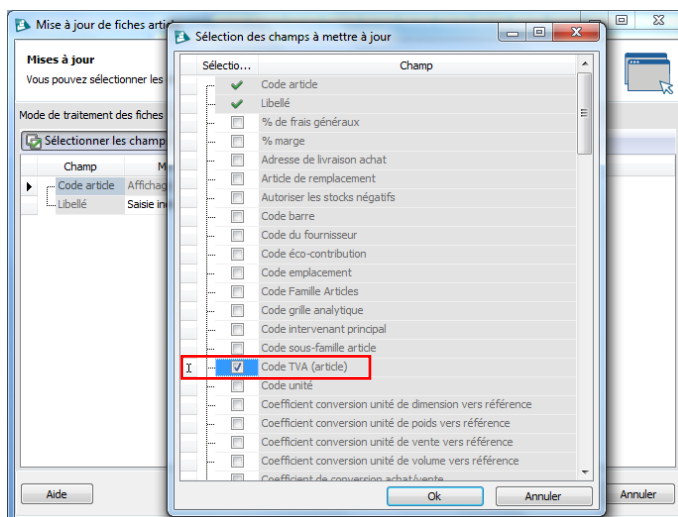 Mise à jour de fiches artic
Sélection des champs à mettre à jour
Mises à jour
Vous pouvez sélectionner les
Mode de traitement des fiches
Sélectionner les champ
Champ M
Code article Affichag
Libellé Saisie in
Sélectio... Champ
Code article
Libellé
% de frais généraux
% marge
Adresse de livraison achat
Article de remplacement
Autoriser les stocks négatifs
Code barre
Code du fournisseur
Code éco-contribution
Code emplacement
Code Famille Articles
Code grille analytique
Code intervenant principal
Code sous-famille article
Code TVA (article)
Code unité
Coefficient conversion unité de dimension vers référence
Coefficient conversion unité de poids vers référence
Coefficient conversion unité de vente vers référence
Coefficient conversion unité de volume vers référence
Coefficient de conversion achat/vente
Ok Annuler
Aide Annuler